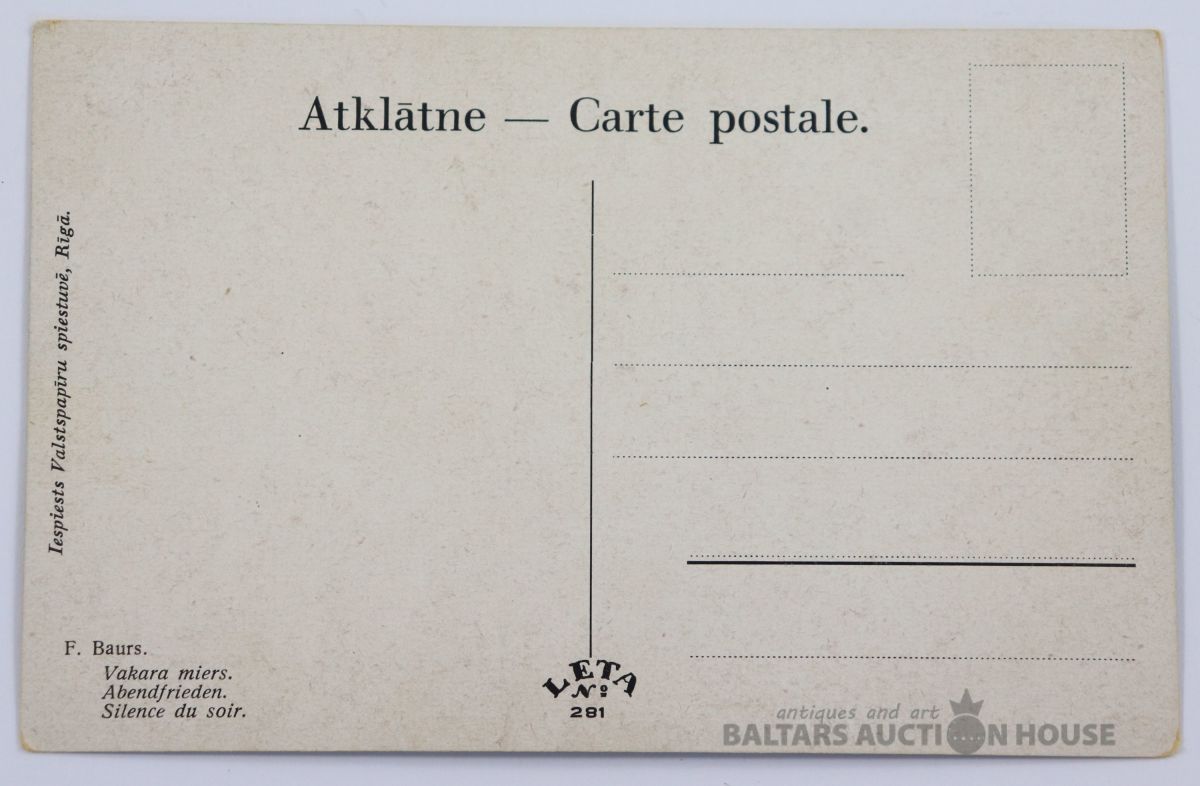 Atklātne — Carte postale.
Iespiests Valstspapīru spiestuvē, Rīgā.
F. Baurs.
Vakara miers.
Abendfrieden.
Silence du soir.
LETA
№
281
antiques and art
BALTARS AUCTION HOUSE